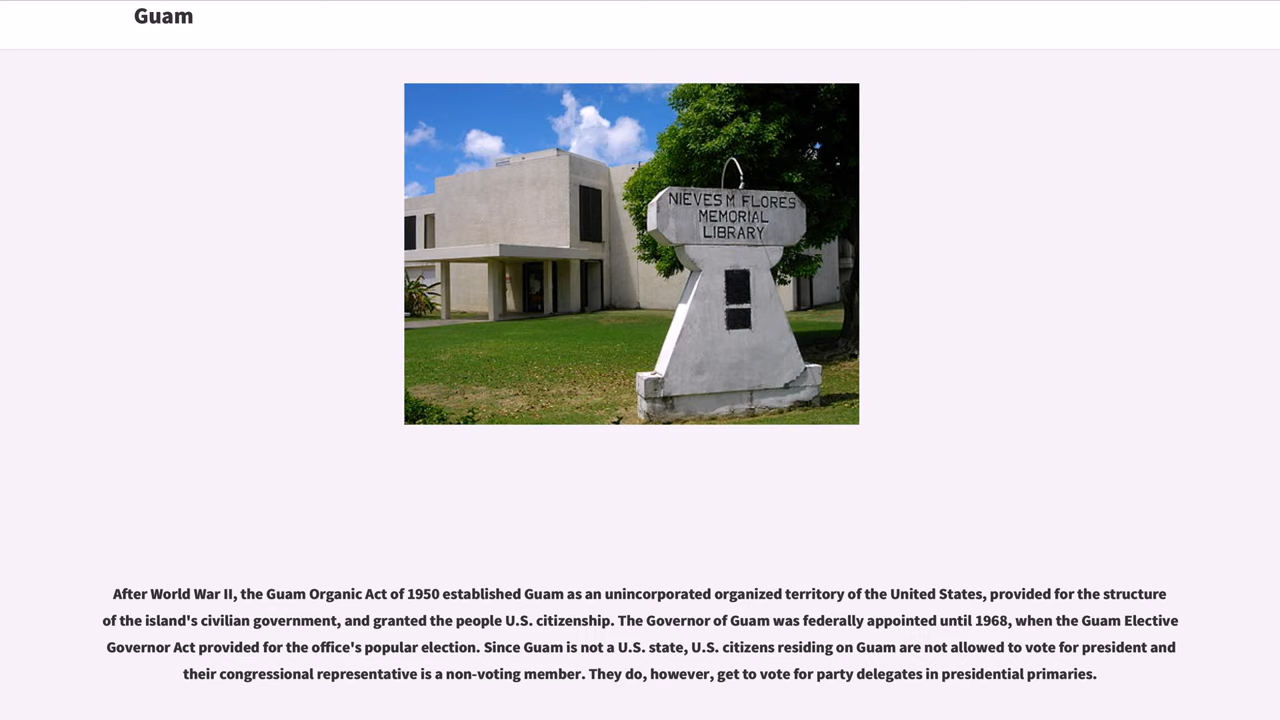 Guam
NIEVES M FLORES
MEMORIAL
LIBRARY
After World War II, the Guam Organic Act of 1950 established Guam as an unincorporated organized territory of the United States, provided for the structure
of the island's civilian government, and granted the people U.S. citizenship. The Governor of Guam was federally appointed until 1968, when the Guam Elective
Governor Act provided for the office's popular election. Since Guam is not a U.S. state, U.S. citizens residing on Guam are not allowed to vote for president and
their congressional representative is a non-voting member. They do, however, get to vote for party delegates in presidential primaries.